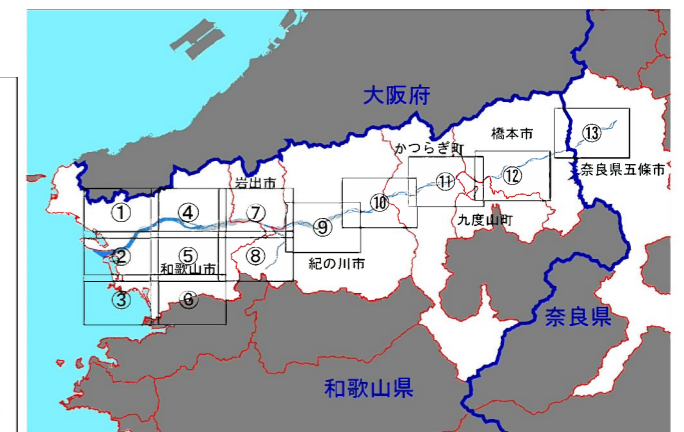 大阪府
橋本市
⑬
かつらぎ町
奈良県五條市
岩出市
⑪
⑫
⑩
①
④
⑦
九度山町
⑨
②
⑤
⑧
和歌山市
紀の川市
③
⑥
奈良県
和歌山県